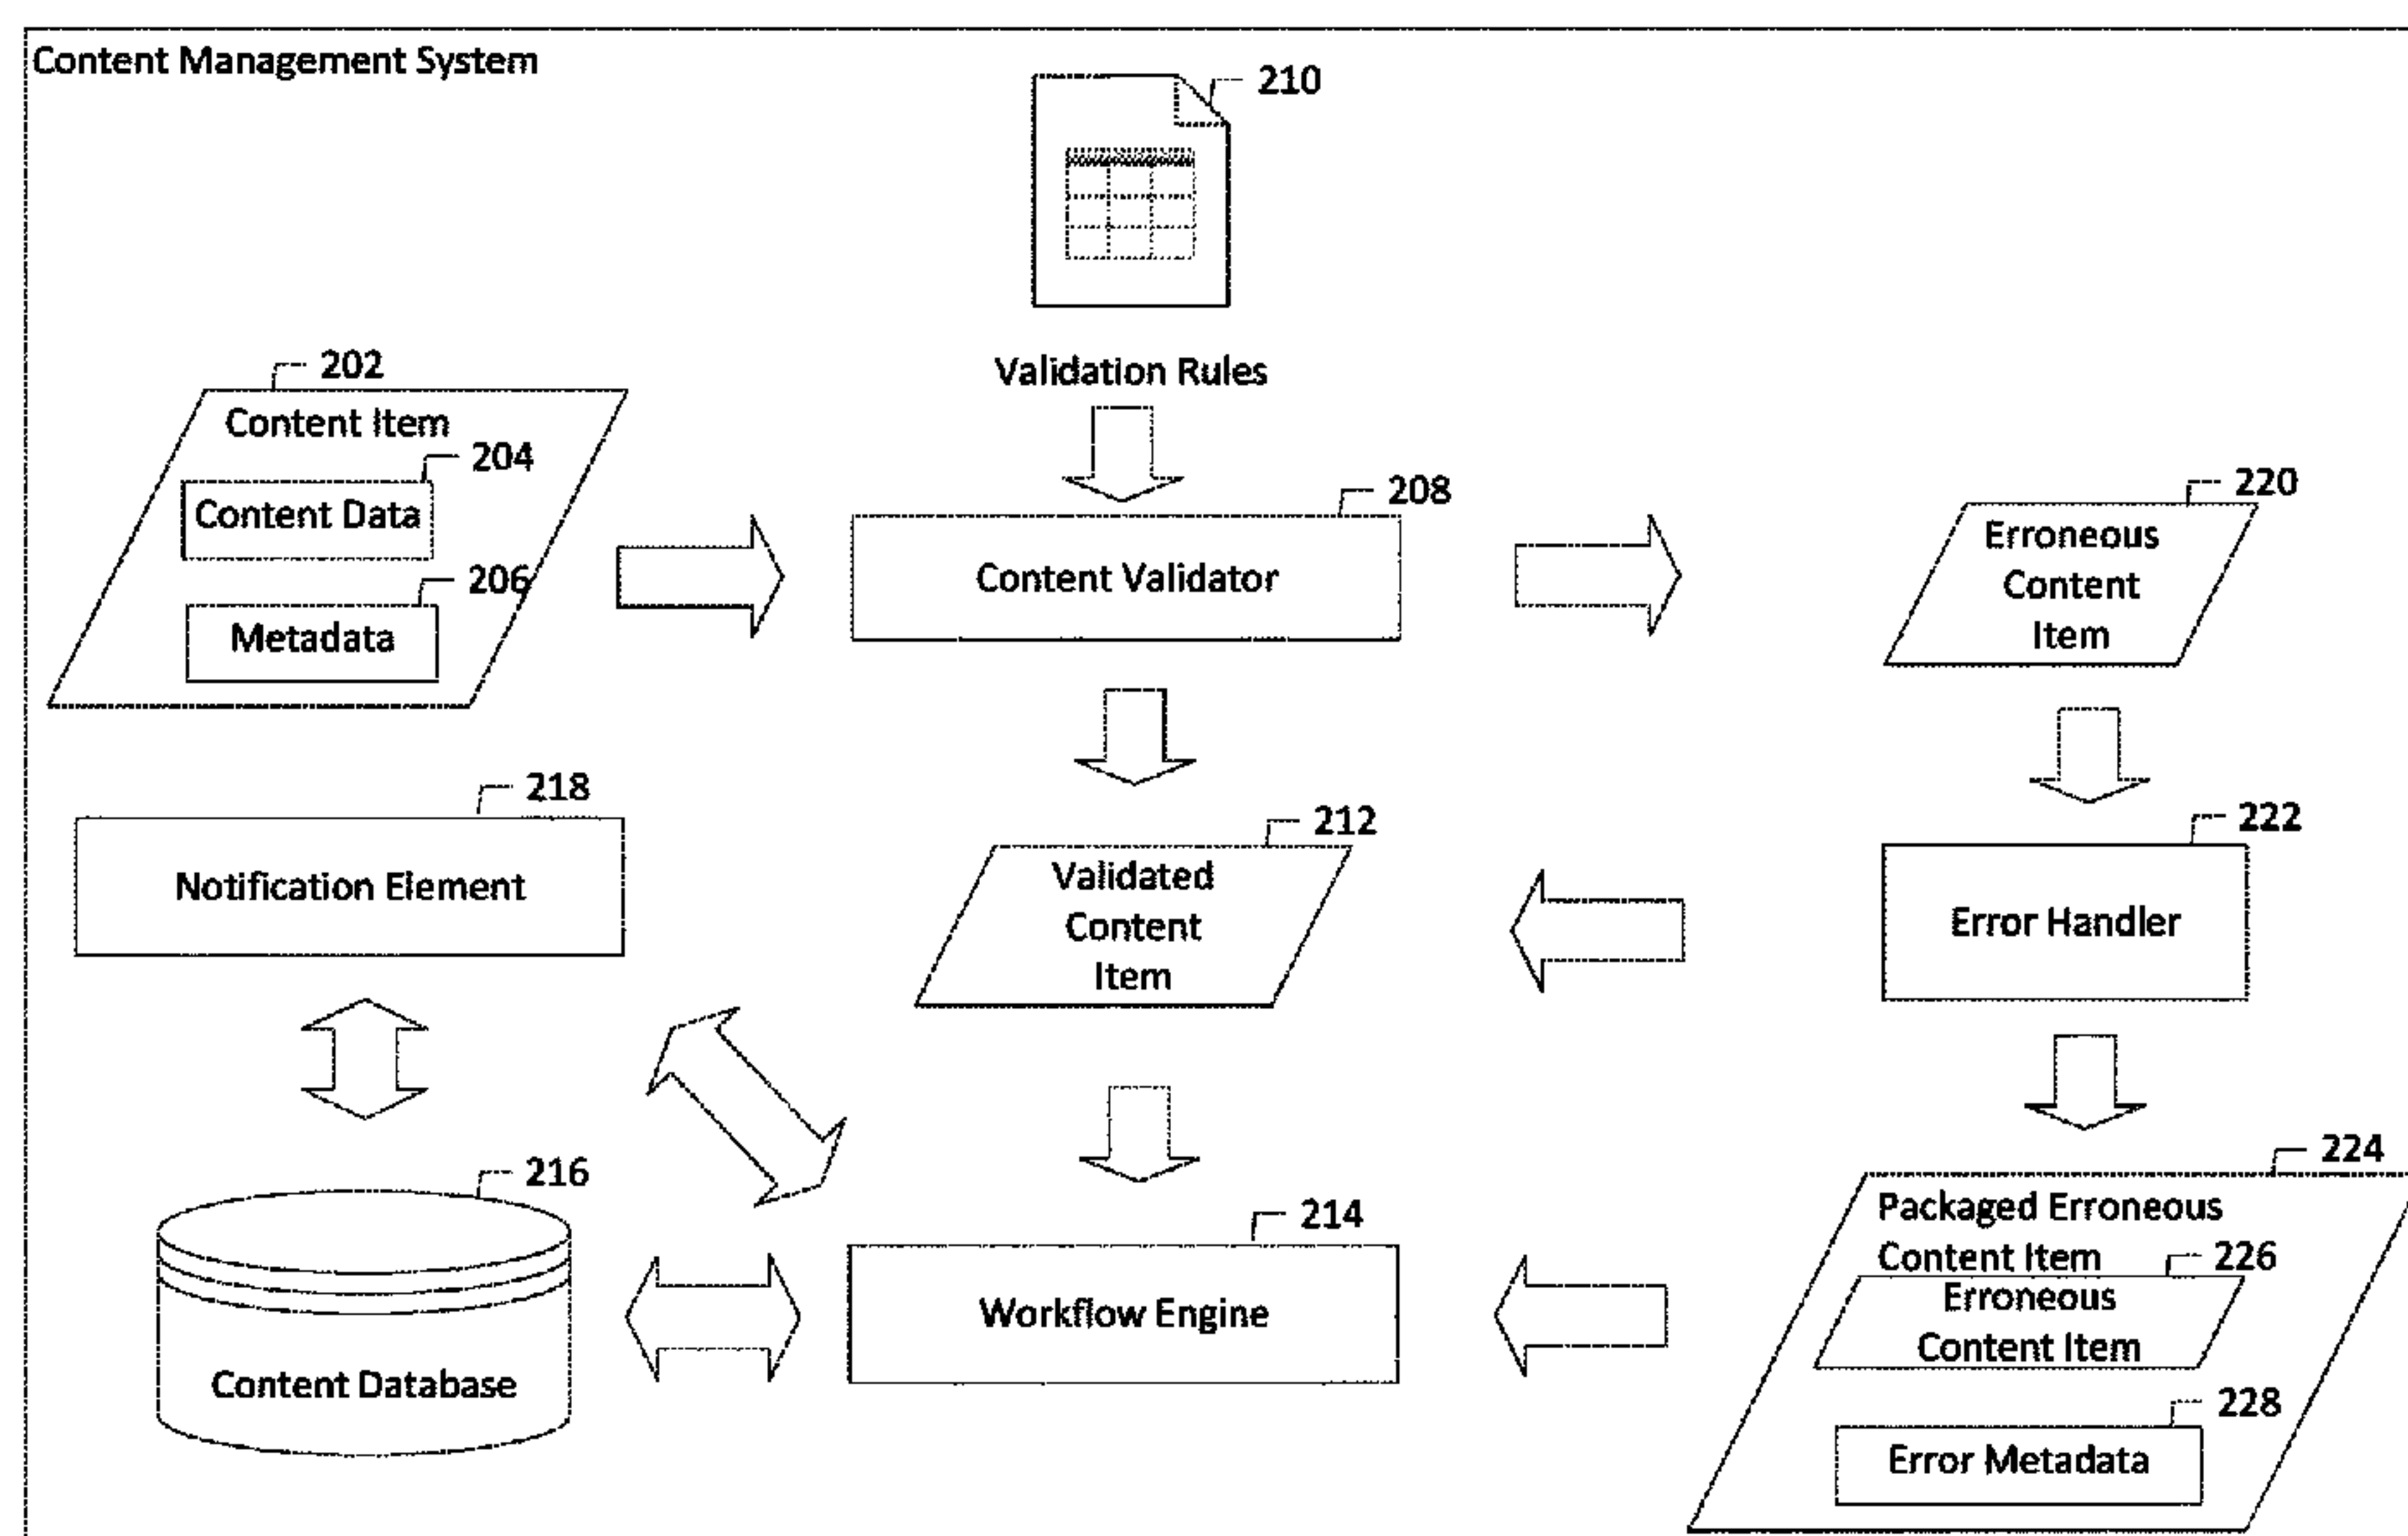 Content Management System
210
Validation Rules
202
Content Item
204
Content Data
206
Metadata
208
Content Validator
220
Erroneous
Content
Item
218
Notification Element
212
Validated
Content
Item
222
Error Handler
216
Content Database
214
Workflow Engine
224
Packaged Erroneous
Content Item
226
Erroneous
Content Item
228
Error Metadata